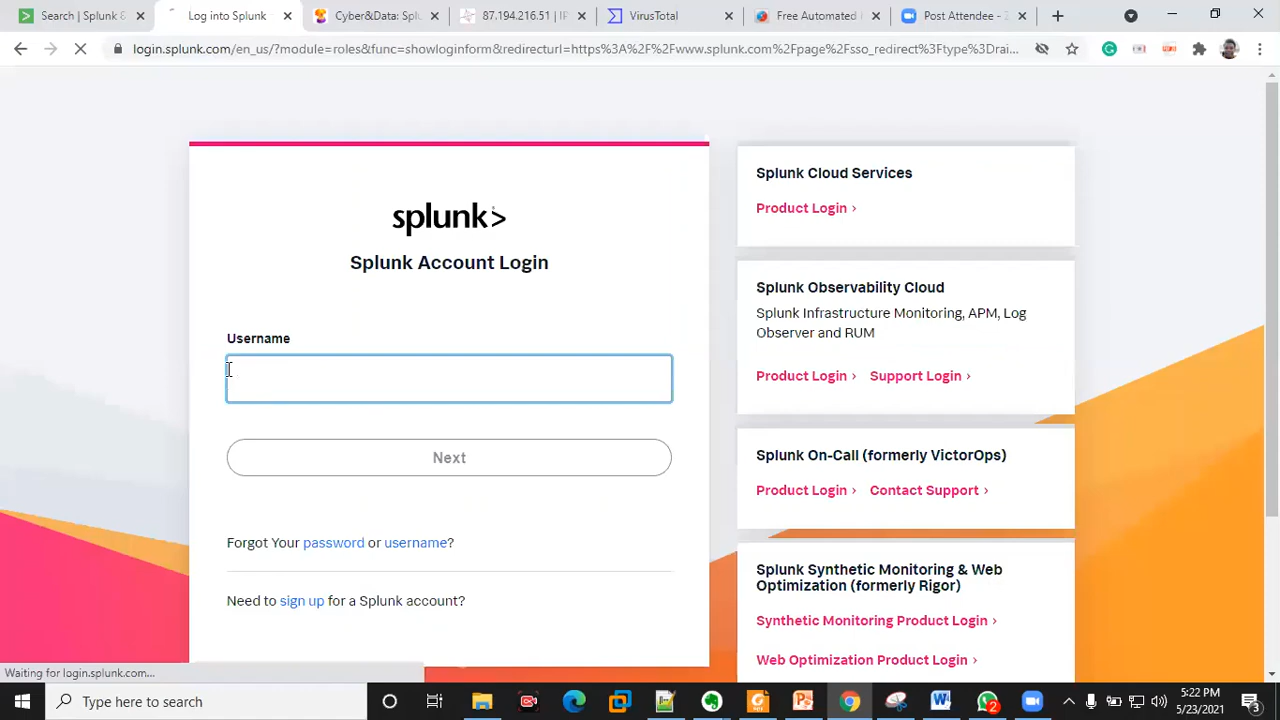 Search | Splunk 8
Log into Splunk
Cyber&Data: Spl
87.194.216.51 | IP
VirusTotal
Free Automated
Post Attendee - Z
login.splunk.com/en_us/?module=roles&func=showloginform&redirecturl=https%3A%2F%2Fwww.splunk.com%2Fpage%2Fsso_redirect%3Ftype%3Drai...
splunk>
Splunk Account Login
Username
Next
Forgot Your password or username?
Need to sign up for a Splunk account?
Splunk Cloud Services
Product Login ›
Splunk Observability Cloud
Splunk Infrastructure Monitoring, APM, Log
Observer and RUM
Product Login › Support Login ›
Splunk On-Call (formerly VictorOps)
Product Login › Contact Support ›
Splunk Synthetic Monitoring & Web
Optimization (formerly Rigor)
Synthetic Monitoring Product Login ›
Web Optimization Product Login ›
Waiting for login.splunk.com...
Type here to search
2
5:22 PM
5/23/2021
3